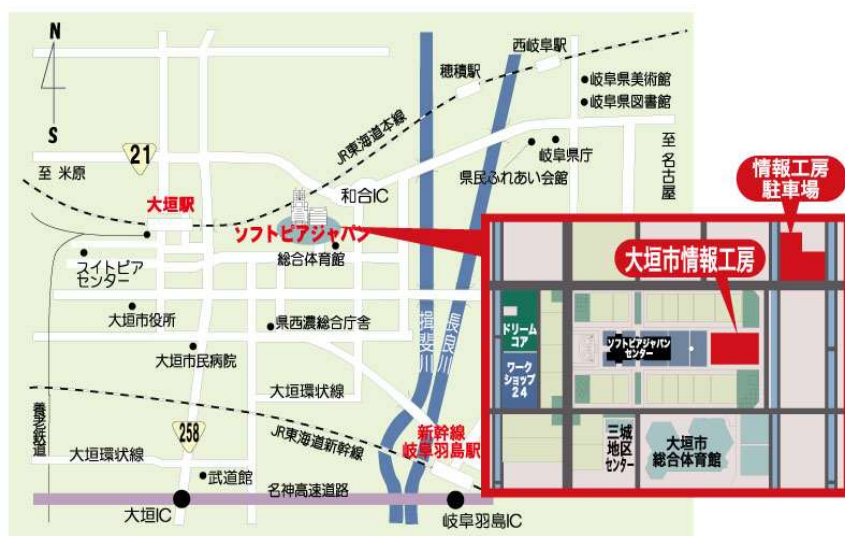 N
S
西岐阜駅
穂積駅
岐阜県美術館
岐阜県図書館
JR東海道本線
21
至 米原
岐阜県庁
県民ふれあい会館
至 名古屋
和合IC
大垣駅
ソフトピアジャパン
総合体育館
スイトピア
センター
大垣市役所
県西濃総合庁舎
揖斐川
長良川
大垣市民病院
大垣環状線
養老鉄道
258
JR東海道新幹線
新幹線
岐阜羽島駅
大垣環状線
武道館
名神高速道路
大垣IC
岐阜羽島IC
情報工房
駐車場
大垣市情報工房
ドリーム
コア
ソフトピアジャパン
センター
ワーク
ショップ
24
三城
地区
センター
大垣市
総合体育館